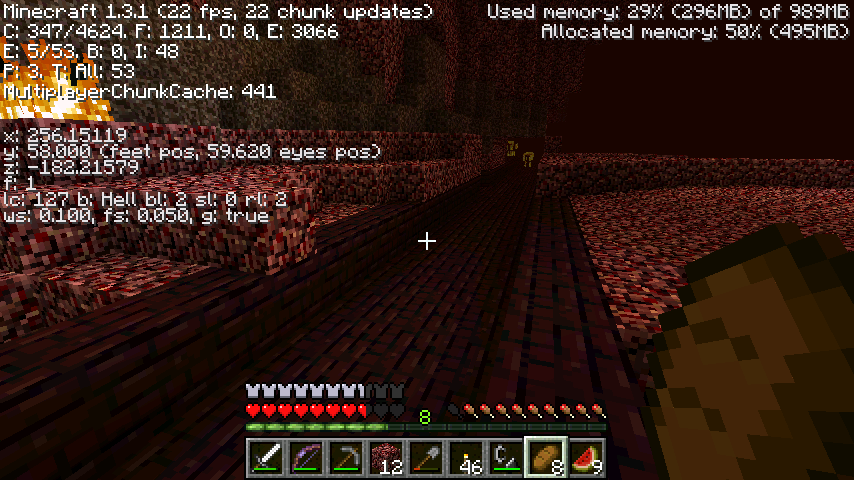 Minecraft 1.3.1 (22 fps, 22 chunk updates)
C: 347/4624. F: 1211, O: 0, E: 3066
E: 5/53. B: 0, I: 48
P: 3. T: All: 53
MultiplayerChunkCache: 441
x: 256.15119
y: 58.000 (feet pos, 59.620 eyes pos)
z: -182.21579
f: 1
lc: 127 b: Hell bl: 2 sl: 0 rl: 2
ws: 0.100, fs: 0.050, g: true
Used memory: 29% (296MB) of 989MB
Allocated memory: 50% (495MB)
8
12
46
8
9